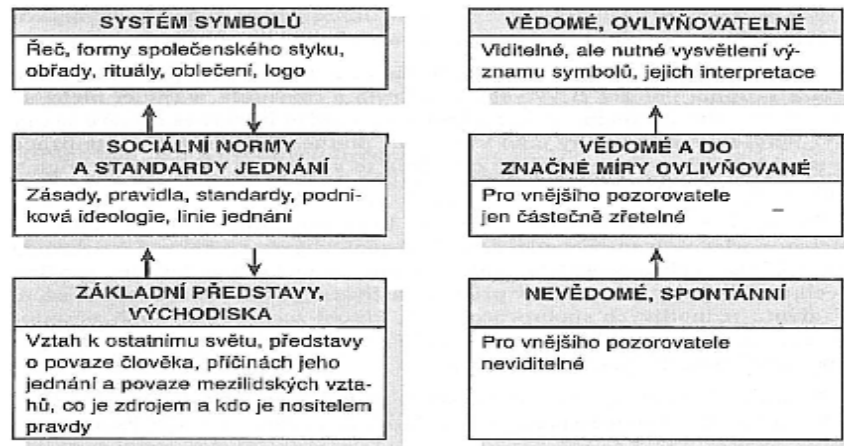 SYSTÉM SYMBOLŮ
Řeč, formy společenského styku,
obřady, rituály, oblečení, logo
SOCIÁLNÍ NORMY
A STANDARDY JEDNÁNÍ
Zásady, pravidla, standardy, podni-
ková ideologie, linie jednání
ZÁKLADNÍ PŘEDSTAVY,
VÝCHODISKA
Vztah k ostatnímu světu, představy
o povaze člověka, příčinách jeho
jednání a povaze mezilidských vzta-
hů, co je zdrojem a kdo je nositelem
pravdy
VĚDOMÉ, OVLIVŇOVATELNÉ
Viditelné, ale nutné vysvětlení vý-
znamu symbolů, jejich interpretace
VĚDOMÉ A DO
ZNAČNÉ MÍRY OVLIVŇOVANÉ
Pro vnějšího pozorovatele
jen částečně zřetelné
NEVĚDOMÉ, SPONTÁNNÍ
Pro vnějšího pozorovatele
neviditelné